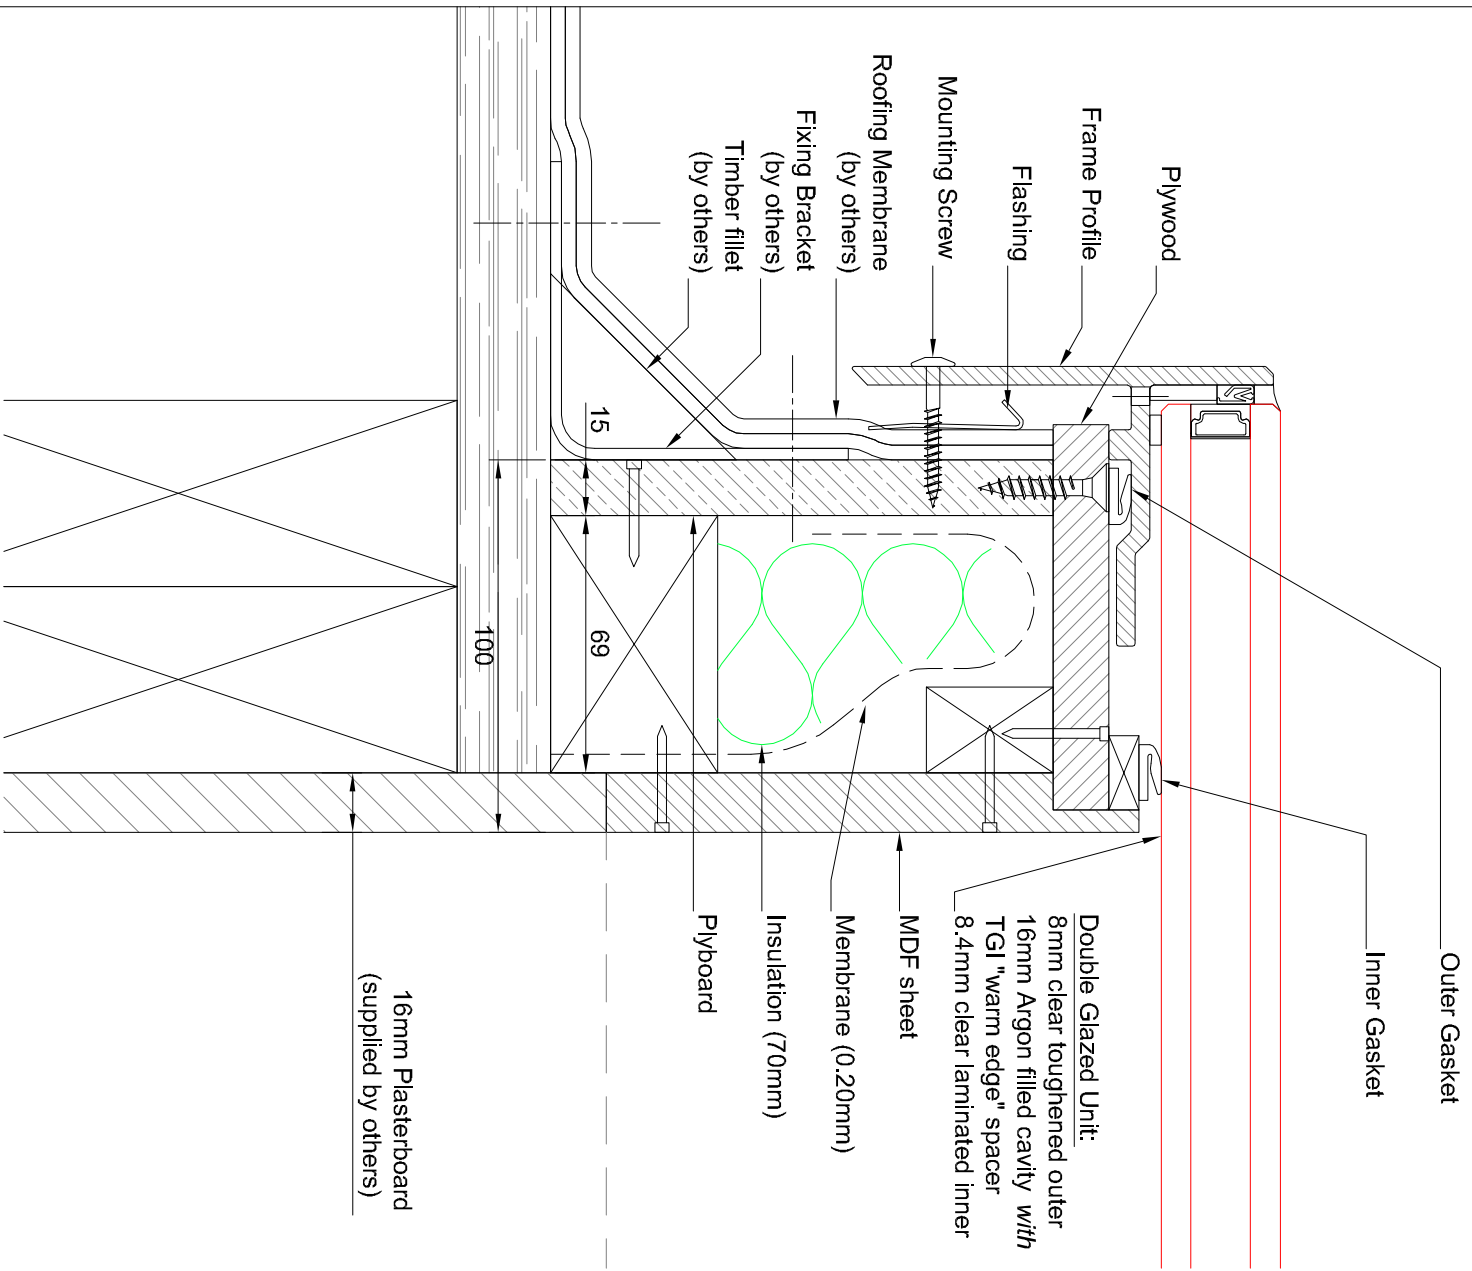 Outer Gasket
Inner Gasket
Plywood
Frame Profile
Flashing
Mounting Screw
Roofing Membrane
(by others)
Fixing Bracket
(by others)
Timber fillet
(by others)
Double Glazed Unit:
8mm clear toughened outer
16mm Argon filled cavity with
TGI "warm edge" spacer
8.4mm clear laminated inner
MDF sheet
Membrane (0.20mm)
Insulation (70mm)
Plyboard
15
69
100
16mm Plasterboard
(supplied by others)